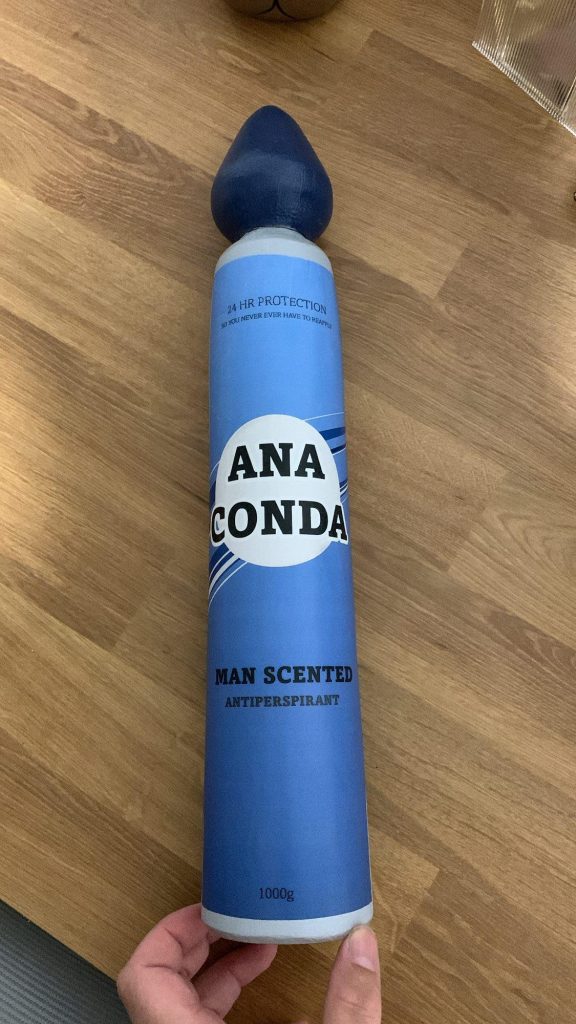 24 HR PROTECTION
SO YOU NEVER EVER HAVE TO REAPPLY
ANA
CONDA
MAN SCENTED
ANTIPERSPIRANT
1000g